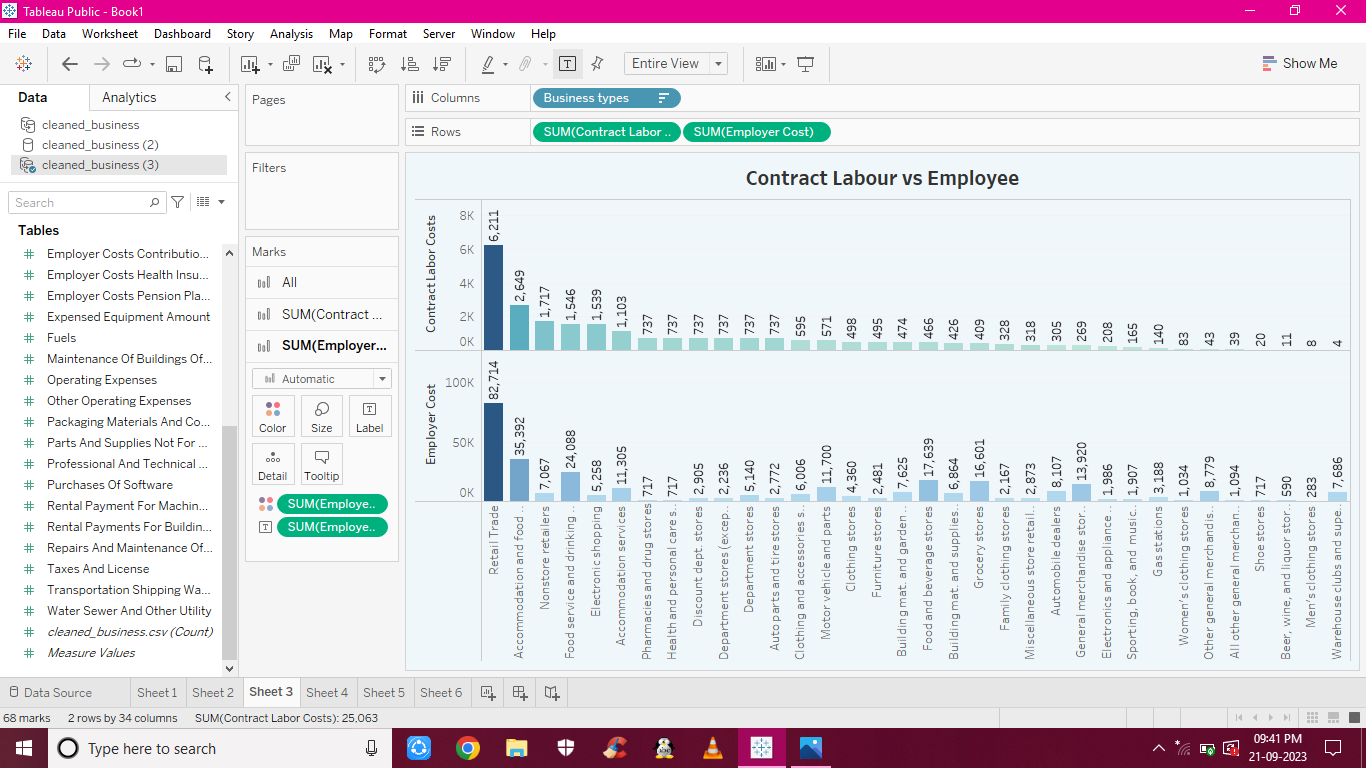 Tableau Public - Book1
File Data Worksheet Dashboard Story Analysis Map Format Server Window Help
Entire View
Show Me
Data Analytics
cleaned_business
cleaned_business (2)
cleaned_business (3)
Search
Tables
Employer Costs Contributio...
Employer Costs Health Insu...
Employer Costs Pension Pla...
Expensed Equipment Amount
Fuels
Maintenance Of Buildings Of...
Operating Expenses
Other Operating Expenses
Packaging Materials And Co...
Parts And Supplies Not For ...
Professional And Technical ...
Purchases Of Software
Rental Payment For Machin...
Rental Payments For Buildin...
Repairs And Maintenance Of...
Taxes And License
Transportation Shipping Wa...
Water Sewer And Other Utility
cleaned_business.csv (Count)
Measure Values
Pages
Filters
Marks
All
SUM(Contract ...
SUM(Employer...
Automatic
Color Size Label
Detail Tooltip
SUM(Employe..
SUM(Employe..
Columns Business types
Rows SUM(Contract Labor .. SUM(Employer Cost)
Contract Labour vs Employee
Contract Labor Costs
8K
6K
4K
2K
0K
6,211 2,649 1,717 1,546 1,539 1,103 737 737 737 737 737 737 595 571 498 495 474 466 426 409 328 318 305 269 208 165 140 83 43 39 20 11 8 4
Employer Cost
100K
50K
0K
82,714 35,392 7,067 24,088 5,258 11,305 717 717 2,905 2,236 5,140 2,772 6,006 11,700 4,360 2,481 7,625 17,639 6,864 16,601 2,167 2,873 8,107 13,920 1,986 1,907 3,188 1,034 8,779 1,094 717 590 283 7,686
Retail Trade
Accommodation and food ..
Nonstore retailers
Food service and drinking ..
Electronic shopping
Accommodation services
Pharmacies and drug stores
Health and personal care s..
Discount dept. stores
Department stores (excep..
Department stores
Auto parts and tire stores
Clothing and accessories s..
Motor vehicle and parts
Clothing stores
Furniture stores
Building mat. and garden ..
Food and beverage stores
Building mat. and supplies..
Grocery stores
Family clothing stores
Miscellaneous store retail..
Automobile dealers
General merchandise stor..
Electronics and appliance ..
Sporting, book, and music..
Gas stations
Women's clothing stores
Other general merchandis..
All other general merchan..
Shoe stores
Beer, wine, and liquor stor..
Men's clothing stores
Warehouse clubs and supe..
Data Source Sheet 1 Sheet 2 Sheet 3 Sheet 4 Sheet 5 Sheet 6
68 marks 2 rows by 34 columns SUM(Contract Labor Costs): 25,063
Type here to search
09:41 PM
21-09-2023